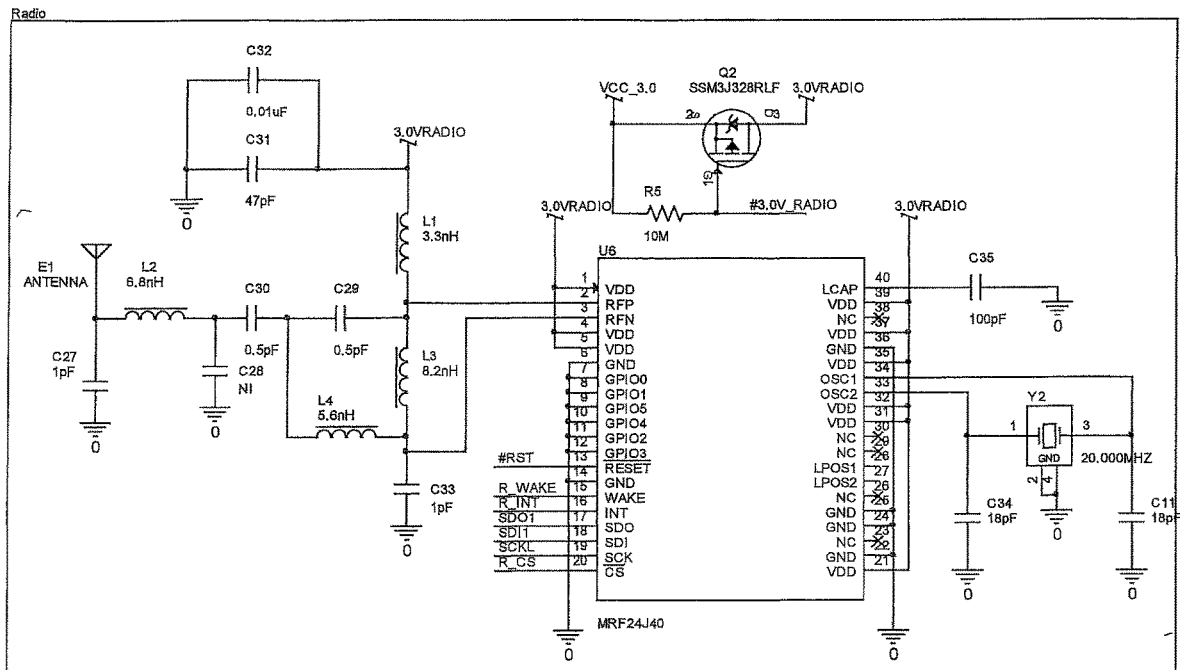 Radio
C32
0.01uF
C31
47pF
3.0VRADIO
0
L1
3.3nH
E1
ANTENNA
L2
6.8nH
C30
0.5pF
C29
0.5pF
C27
1pF
0
C28
NI
0
L3
8.2nH
L4
5.6nH
C33
1pF
0
VCC_3.0
Q2
SSM3J328RLF
3.0VRADIO
2S
D3
1G
R5
10M
#3.0V_RADIO
3.0VRADIO
3.0VRADIO
U6
1 VDD
2 RFP
3 RFN
4 VDD
5 VDD
6 GND
7 GPIO0
8 GPIO1
9 GPIO5
10 GPIO4
11 GPIO2
12 GPIO3
#RST 13 RESET
14 GND
R_WAKE 15 WAKE
R_INT 16 INT
SDO1 17 SDO
SDI1 18 SDI
SCKL 19 SCK
R_CS 20 CS
LCAP 40
VDD 39
NC 38
VDD 37
GND 36
VDD 35
OSC1 34
OSC2 33
VDD 32
VDD 31
NC 30
NC 29
LPOS1 28
LPOS2 27
NC 26
GND 25
GND 24
NC 23
GND 22
VDD 21
MRF24J40
0
0
C35
100pF
0
Y2
1
3
GND
2
4
20.000MHZ
0
C34
18pF
0
C11
18pF
0